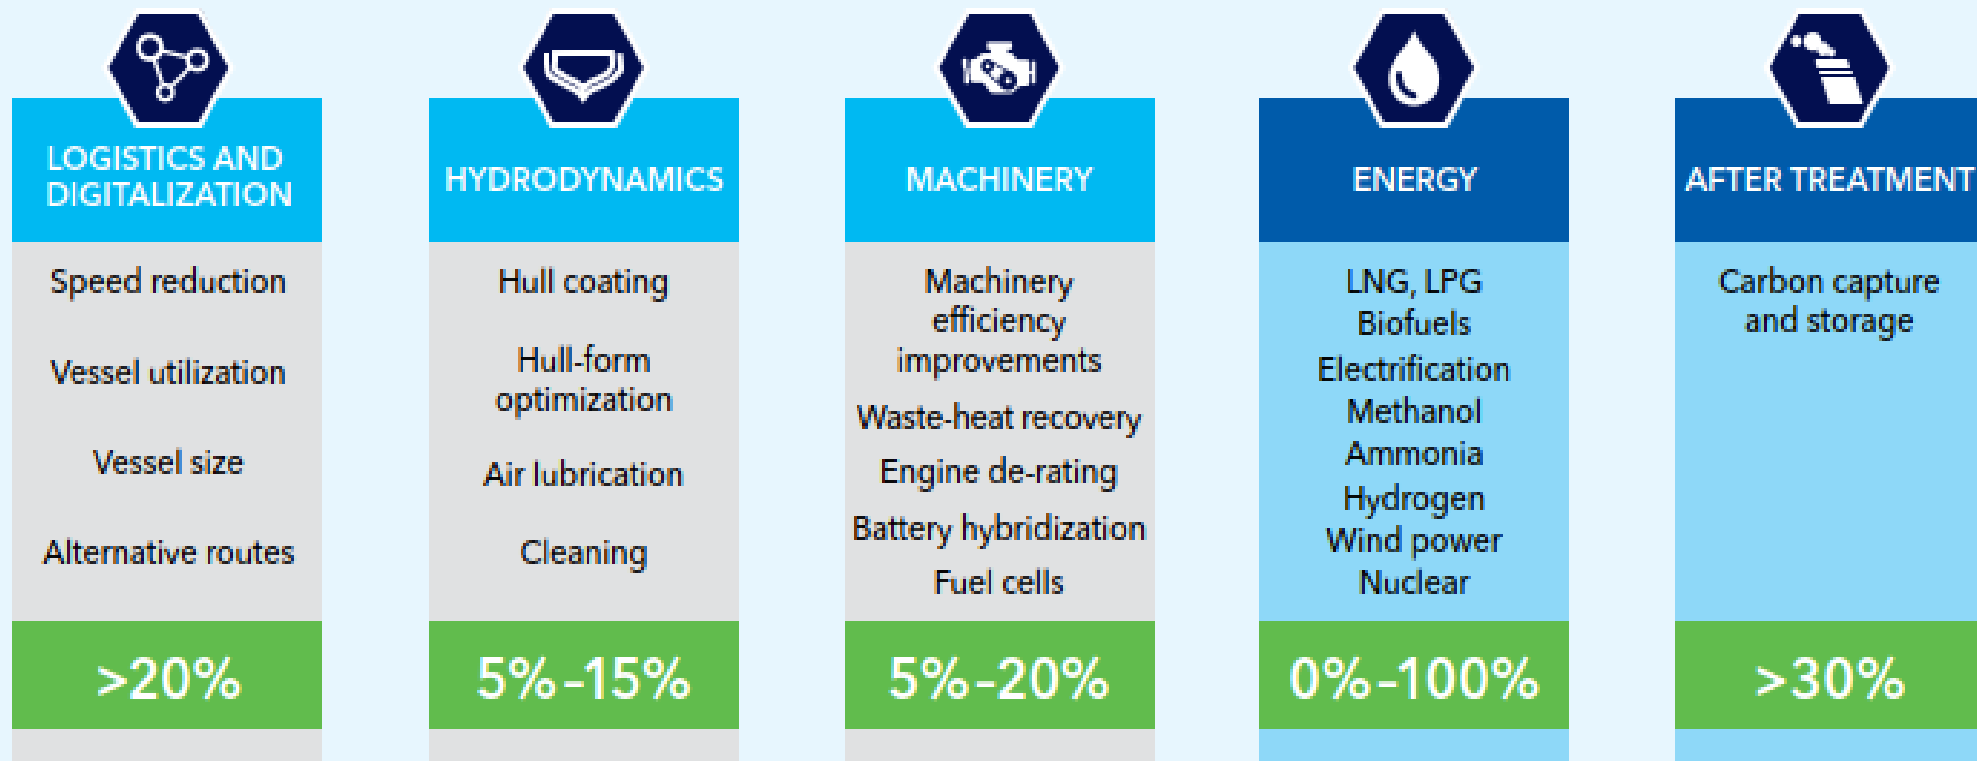 LOGISTICS AND
DIGITALIZATION
Speed reduction
Vessel utilization
Vessel size
Alternative routes
>20%
HYDRODYNAMICS
Hull coating
Hull-form
optimization
Air lubrication
Cleaning
5%-15%
MACHINERY
Machinery
efficiency
improvements
Waste-heat recovery
Engine de-rating
Battery hybridization
Fuel cells
5%-20%
ENERGY
LNG, LPG
Biofuels
Electrification
Methanol
Ammonia
Hydrogen
Wind power
Nuclear
0%-100%
AFTER TREATMENT
Carbon capture
and storage
>30%